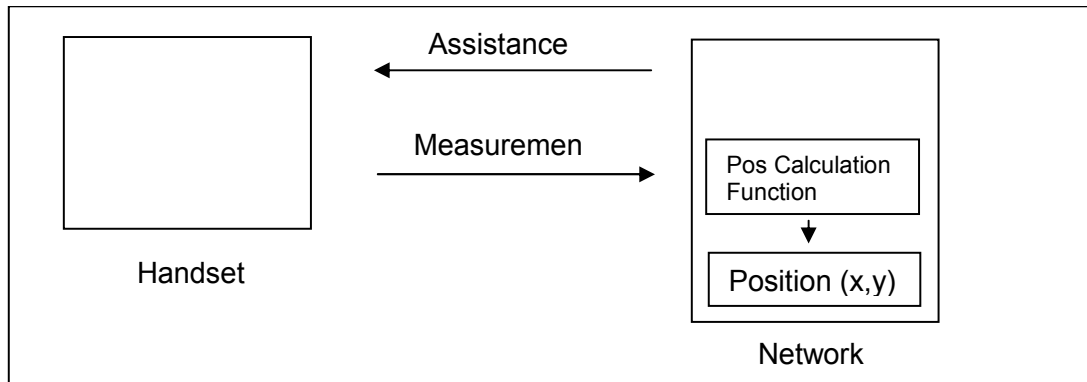 Assistance
Measuremen
Pos Calculation
Function
Position (x,y)
Handset
Network